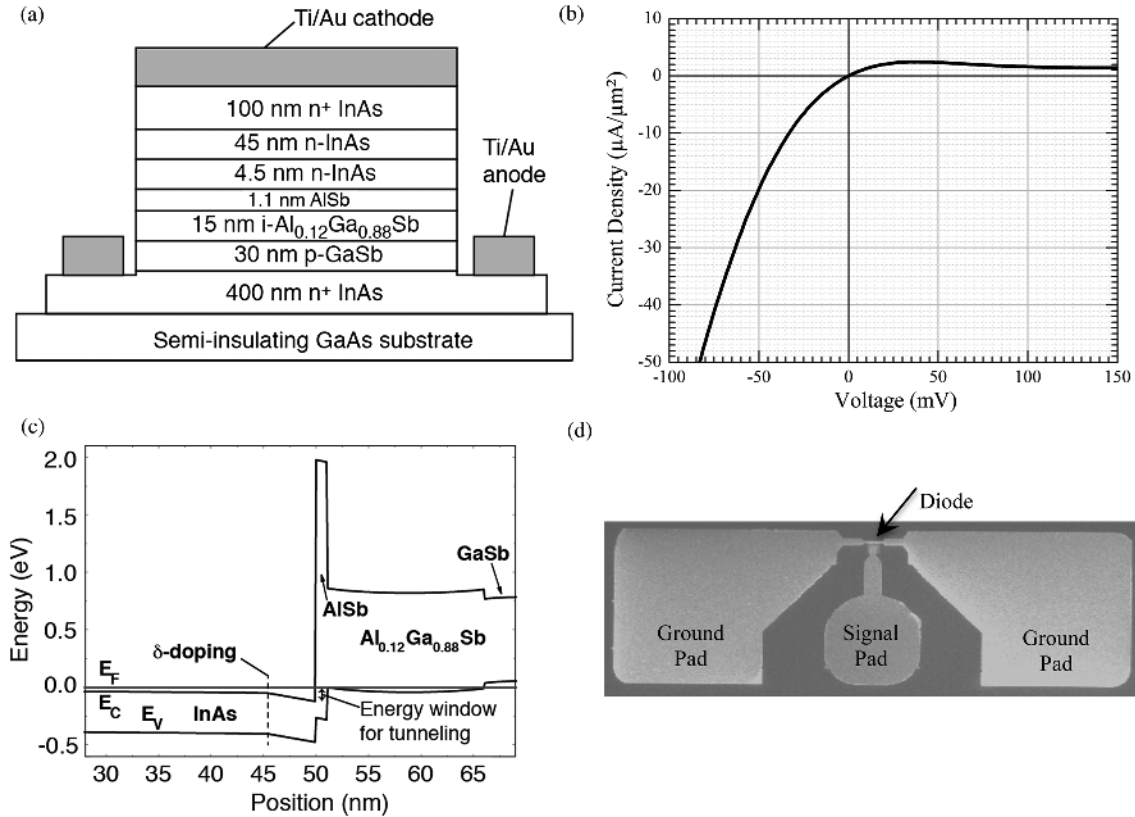 (a)
Ti/Au cathode
100 nm n⁺ InAs
45 nm n-InAs
4.5 nm n-InAs
1.1 nm AlSb
15 nm i-Al₀.₁₂Ga₀.₈₈Sb
30 nm p-GaSb
400 nm n⁺ InAs
Semi-insulating GaAs substrate
Ti/Au
anode
(b)
Current Density (µA/µm²)
10
0
-10
-20
-30
-40
-50
-100
-50
0
50
100
150
Voltage (mV)
(c)
Energy (eV)
2.0
1.5
1.0
0.5
0.0
-0.5
GaSb
AlSb
Al₀.₁₂Ga₀.₈₈Sb
δ-doping
E_F
E_C
E_V
InAs
Energy window
for tunneling
30
35
40
45
50
55
60
65
Position (nm)
(d)
Diode
Ground
Pad
Signal
Pad
Ground
Pad